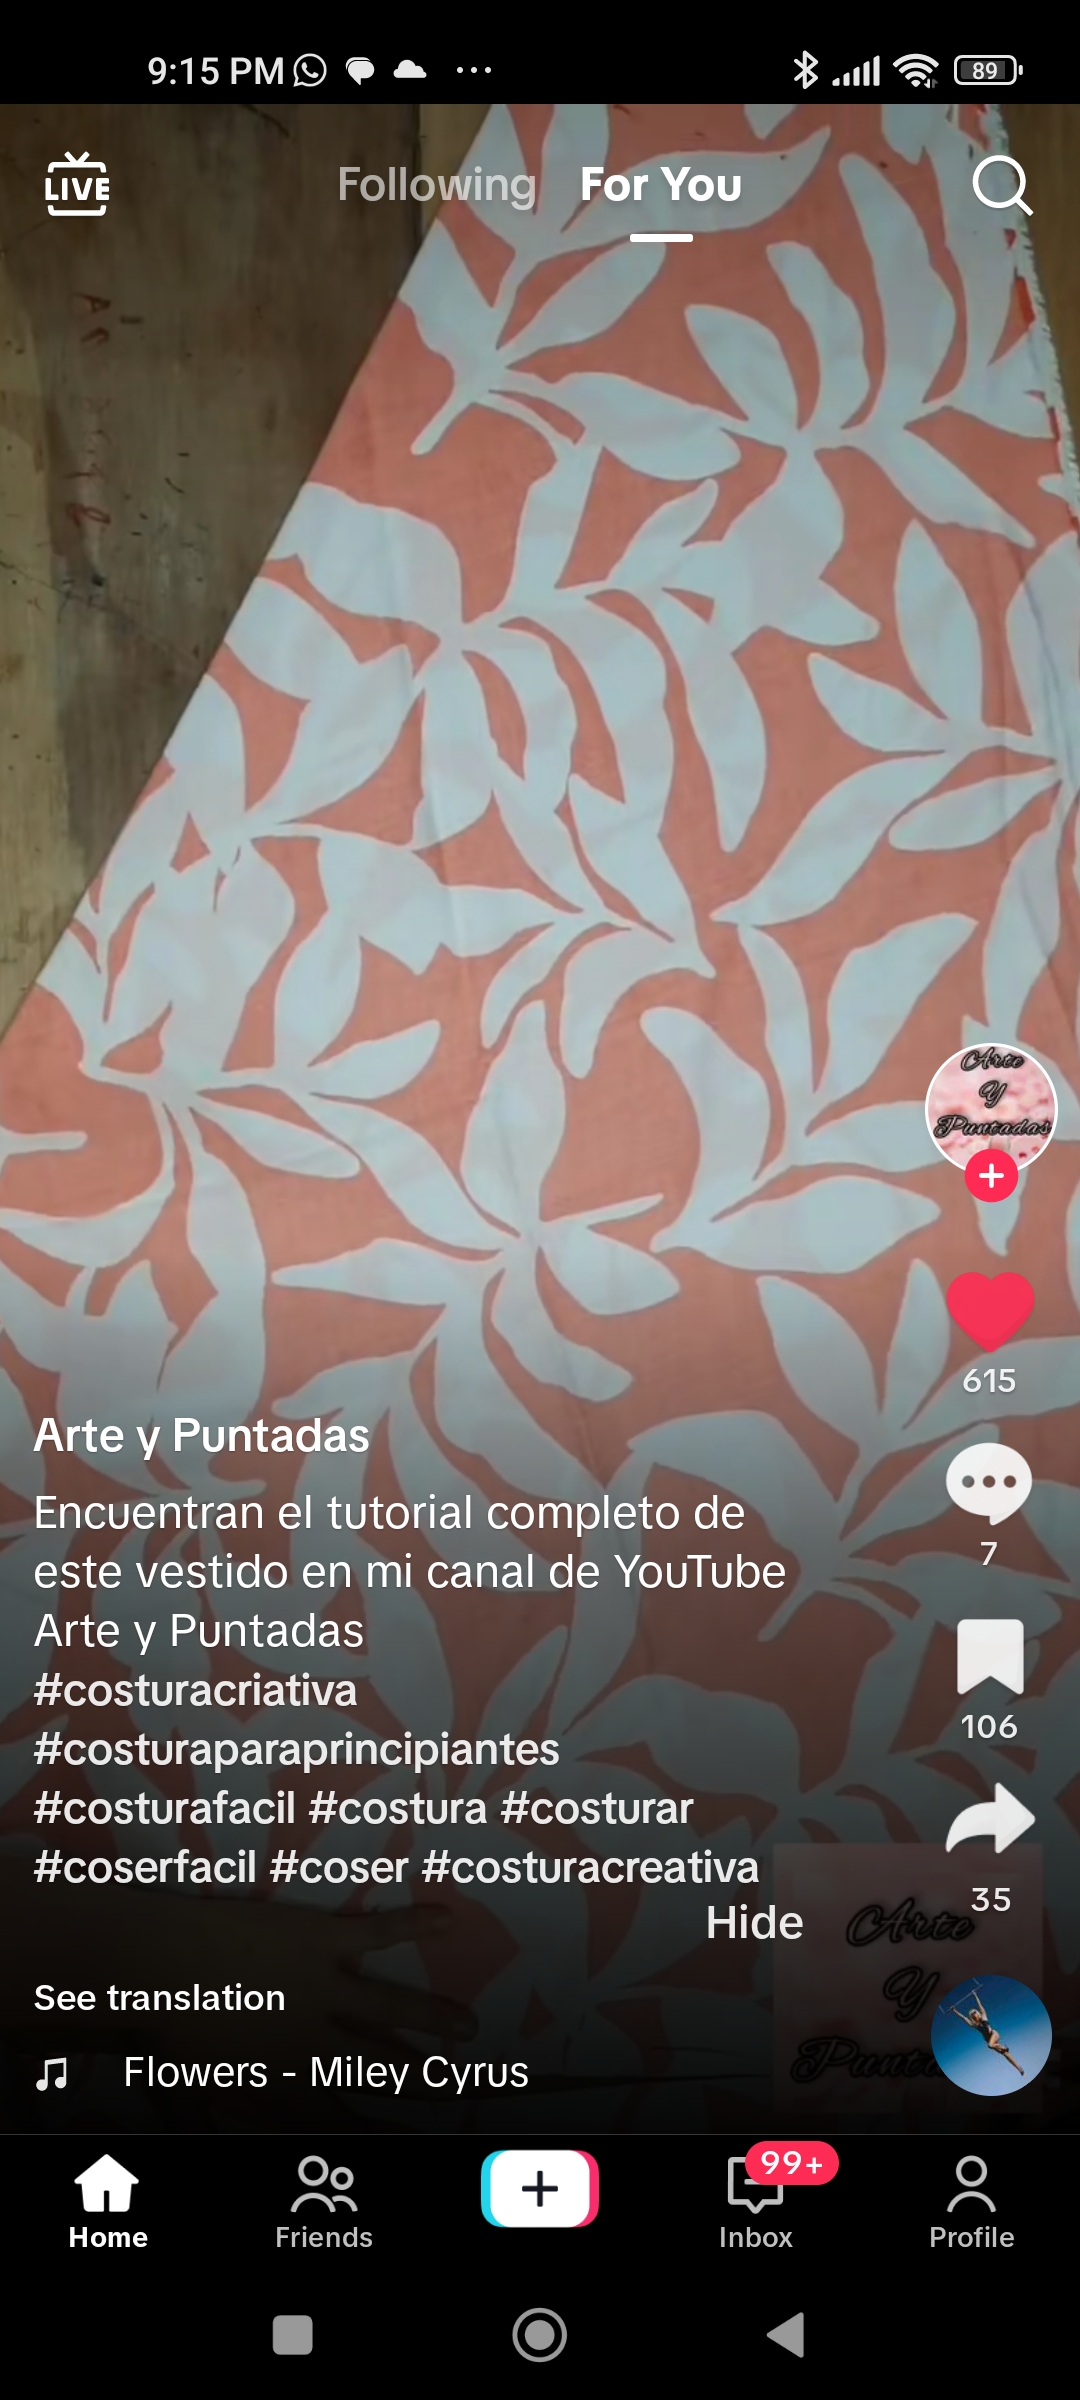 9:15 PM
89
LIVE
Following For You
Arte
Y
Puntadas
615
Arte y Puntadas
Encuentran el tutorial completo de
este vestido en mi canal de YouTube
Arte y Puntadas
#costuracriativa
#costuraparaprincipiantes
#costurafacil #costura #costurar
#coserfacil #coser #costuracreativa
Hide
7
106
35
Arte
Y
See translation
Flowers - Miley Cyrus
99+
Home
Friends
Inbox
Profile